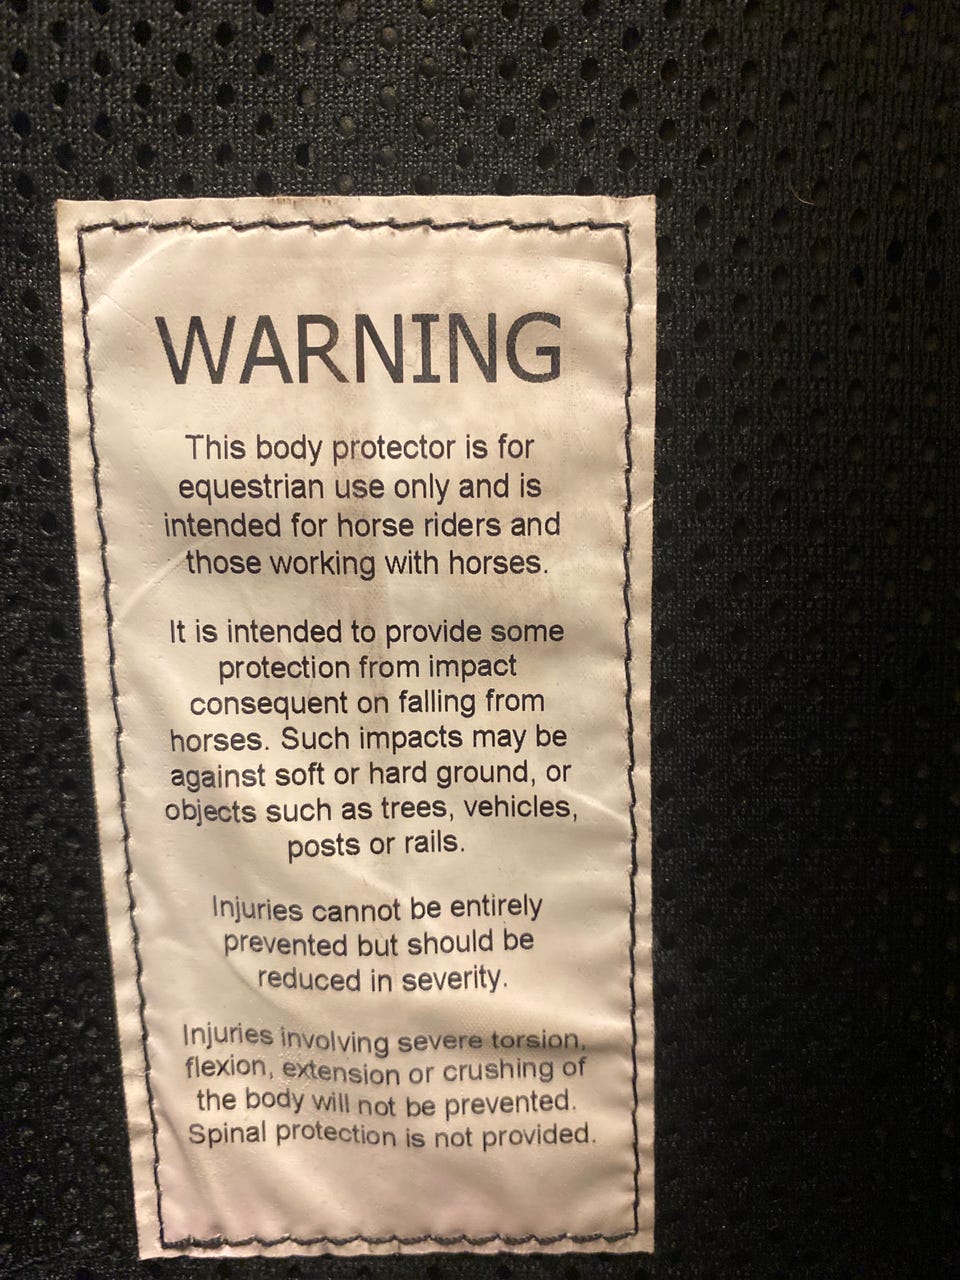 WARNING
This body protector is for
equestrian use only and is
intended for horse riders and
those working with horses.
It is intended to provide some
protection from impact
consequent on falling from
horses. Such impacts may be
against soft or hard ground, or
objects such as trees, vehicles,
posts or rails.
Injuries cannot be entirely
prevented but should be
reduced in severity.
Injuries involving severe torsion,
flexion, extension or crushing of
the body will not be prevented.
Spinal protection is not provided.